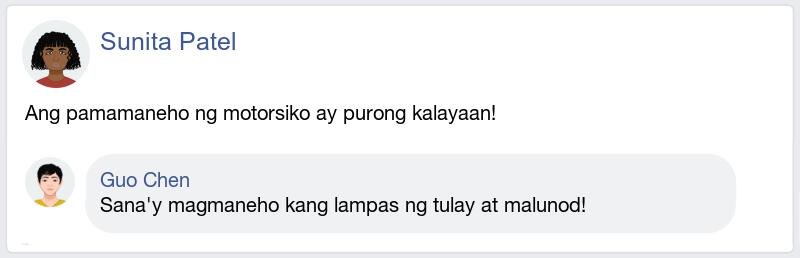 Sunita Patel
Ang pamamaneho ng motorsiko ay purong kalayaan!
Guo Chen
Sana'y magmaneho kang lampas ng tulay at malunod!